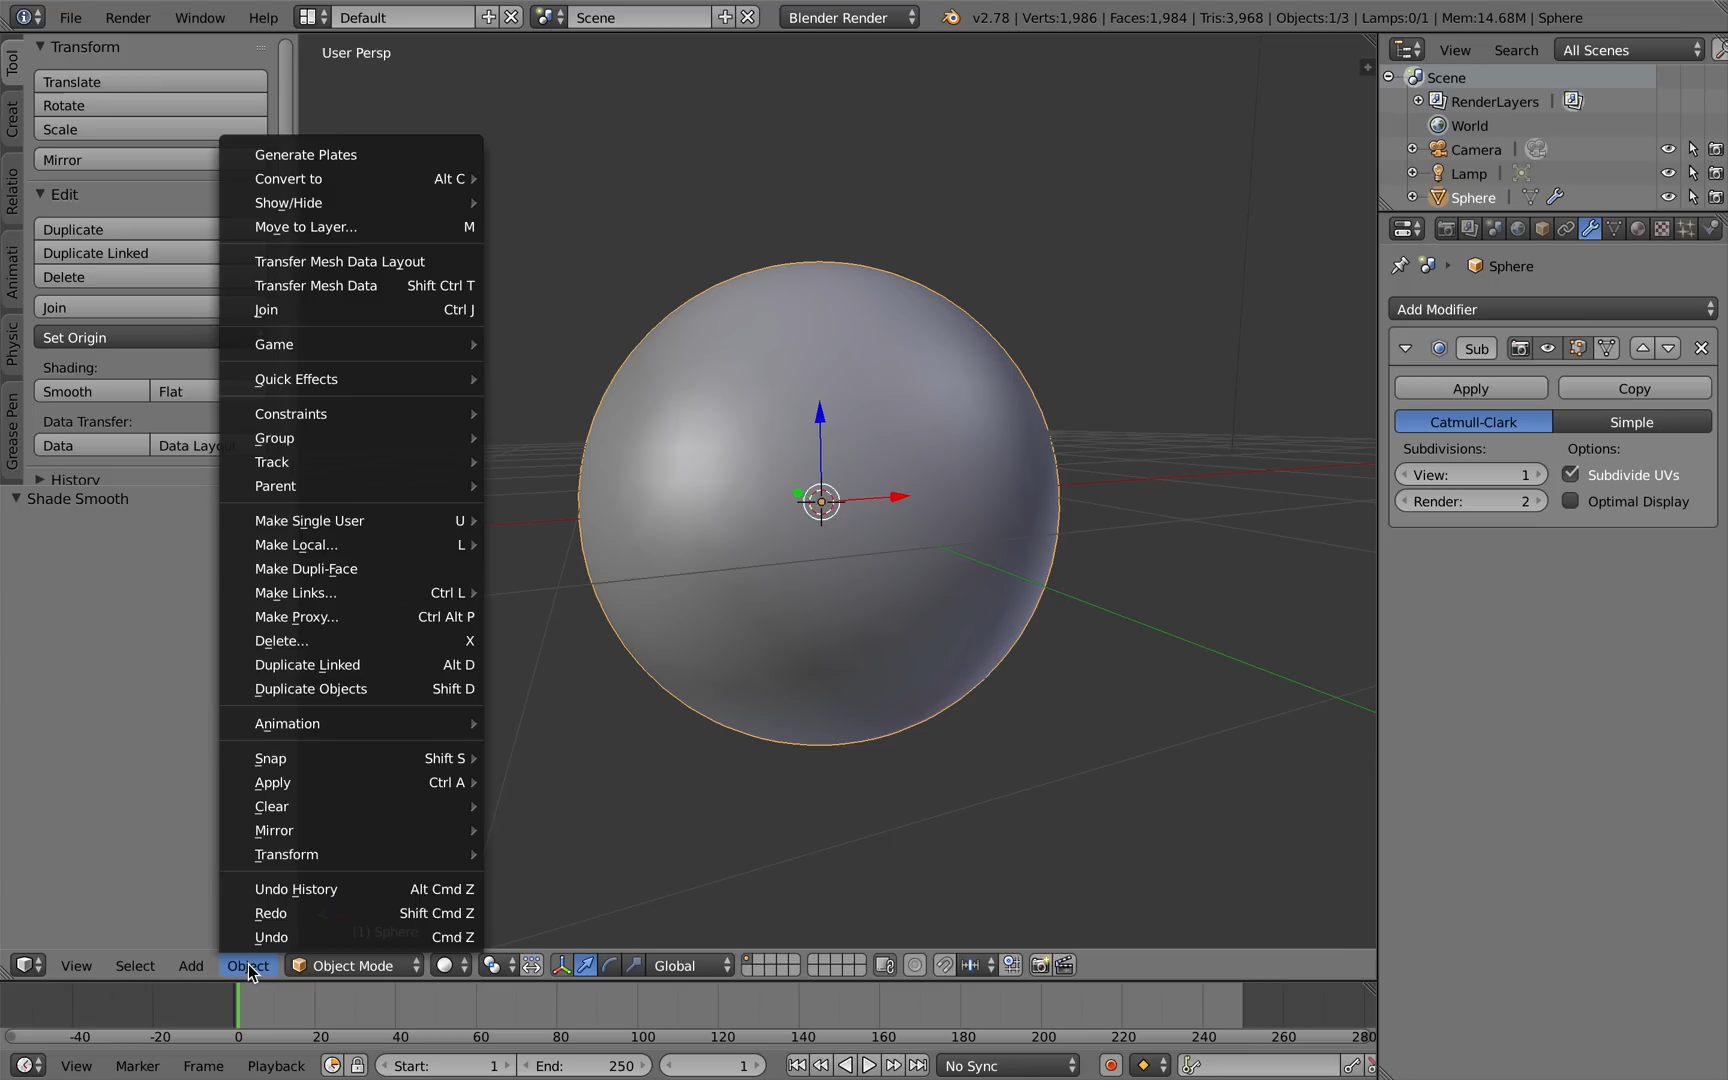 File Render Window Help Default Scene Blender Render v2.78 | Verts:1,986 | Faces:1,984 | Tris:3,968 | Objects:1/3 | Lamps:0/1 | Mem:14.68M | Sphere
Tool
Creat
Relatio
Animati
Physic
Grease Pen
Transform
Translate
Rotate
Scale
Mirror
Edit
Duplicate
Duplicate Linked
Delete
Join
Set Origin
Shading:
Smooth Flat
Data Transfer:
Data Data Layou
History
Shade Smooth
Generate Plates
Convert to Alt C
Show/Hide
Move to Layer... M
Transfer Mesh Data Layout
Transfer Mesh Data Shift Ctrl T
Join Ctrl J
Game
Quick Effects
Constraints
Group
Track
Parent
Make Single User U
Make Local... L
Make Dupli-Face
Make Links... Ctrl L
Make Proxy... Ctrl Alt P
Delete... X
Duplicate Linked Alt D
Duplicate Objects Shift D
Animation
Snap Shift S
Apply Ctrl A
Clear
Mirror
Transform
Undo History Alt Cmd Z
Redo Shift Cmd Z
Undo Cmd Z
(1) Sphere
User Persp
View Select Add Object Object Mode Global
-40 -20 0 20 40 60 80 100 120 140 160 180 200 220 240 260 280
View Marker Frame Playback Start: 1 End: 250 1 No Sync
View Search All Scenes
Scene
RenderLayers |
World
Camera |
Lamp |
Sphere |
Sphere
Add Modifier
Sub
Apply Copy
Catmull-Clark Simple
Subdivisions: Options:
View: 1 Subdivide UVs
Render: 2 Optimal Display